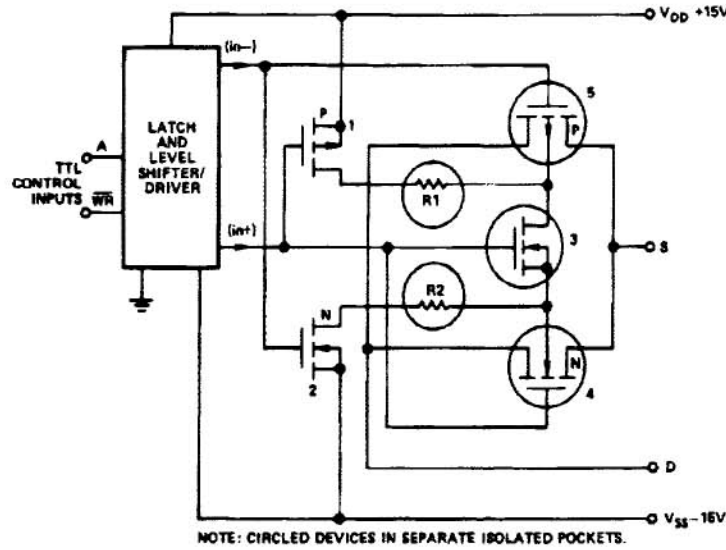 V_DD +15V
(in-)
5
P
1
P
LATCH
AND
LEVEL
SHIFTER/
DRIVER
A
TTL
CONTROL
INPUTS
WR
R1
(in+)
3
S
R2
N
2
N
4
D
V_SS -15V
NOTE: CIRCLED DEVICES IN SEPARATE ISOLATED POCKETS.